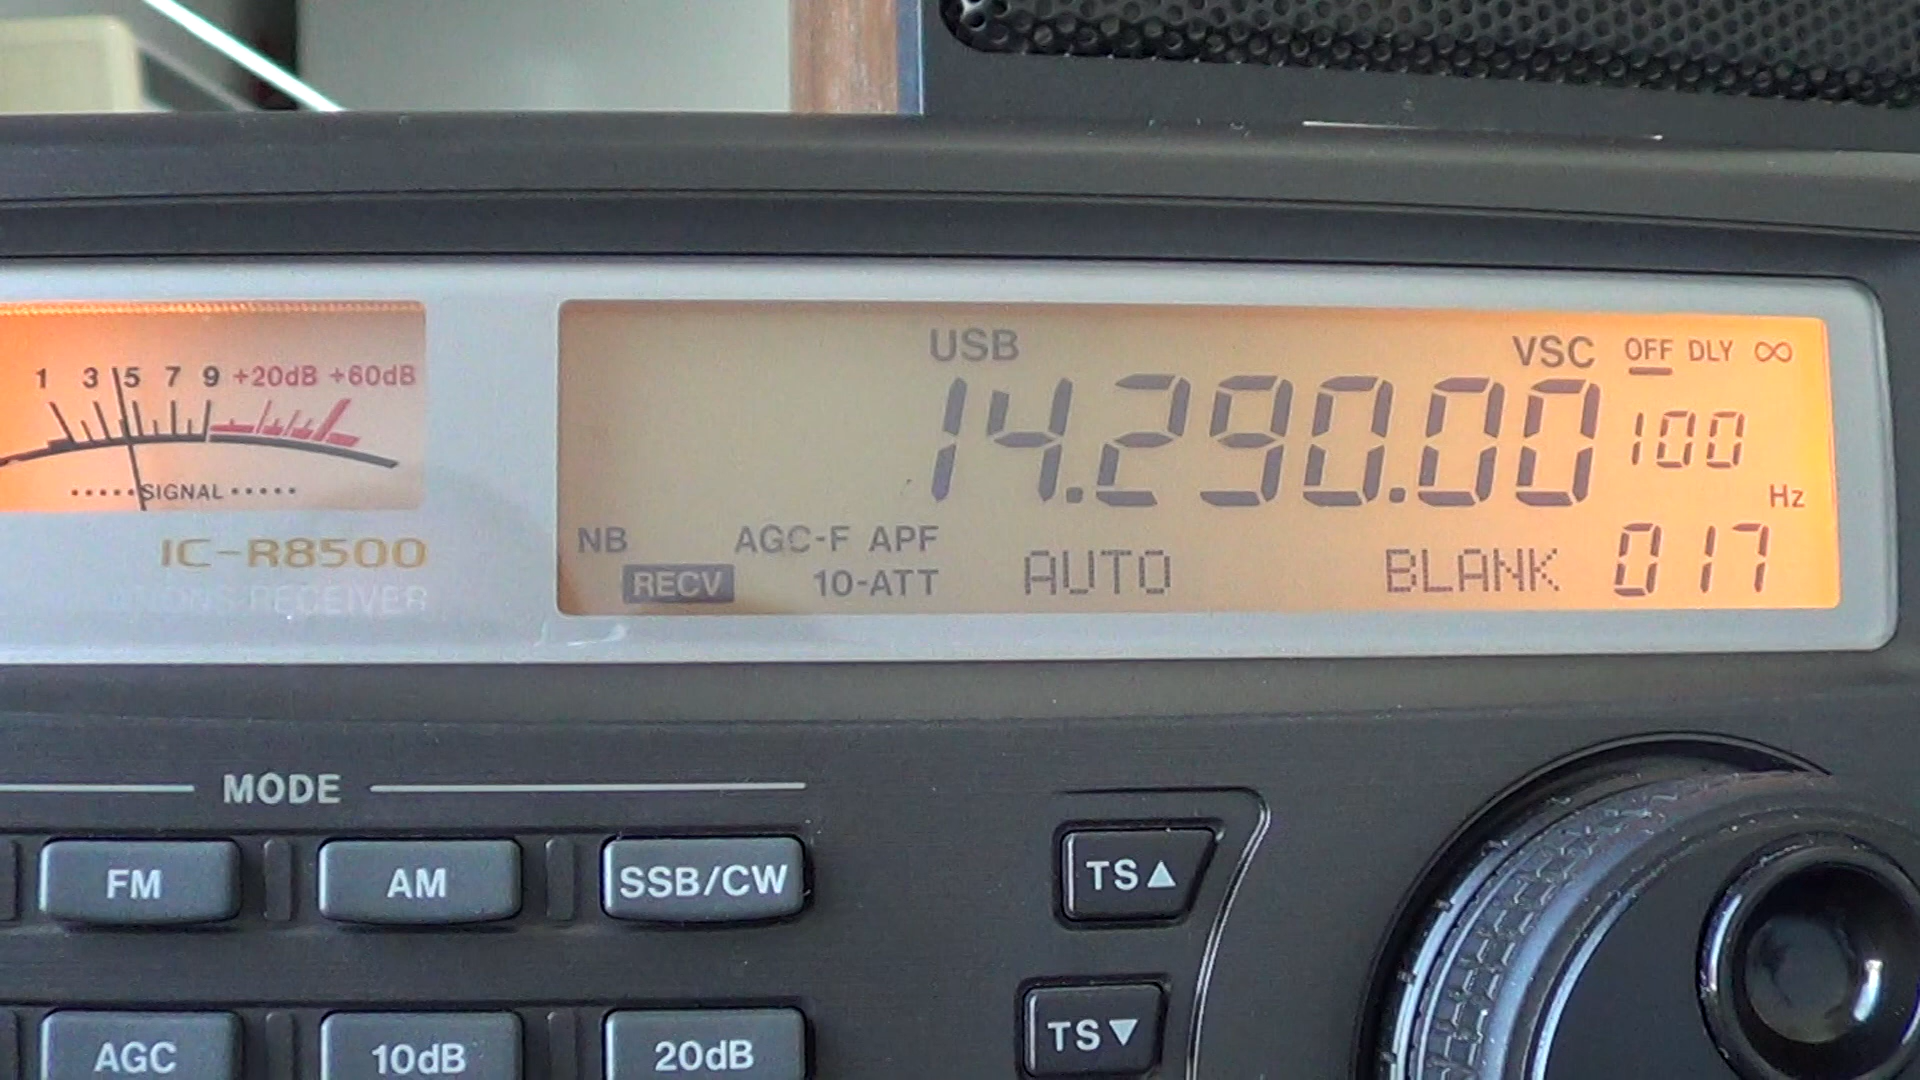 1 3 5 7 9 +20dB +60dB
SIGNAL
IC-R8500
RECEIVER
USB
VSC OFF DLY ∞
14.290.00 100 Hz
NB AGC-F APF
RECV 10-ATT AUTO BLANK 017
MODE
FM AM SSB/CW TS▲
AGC 10dB 20dB TS▼